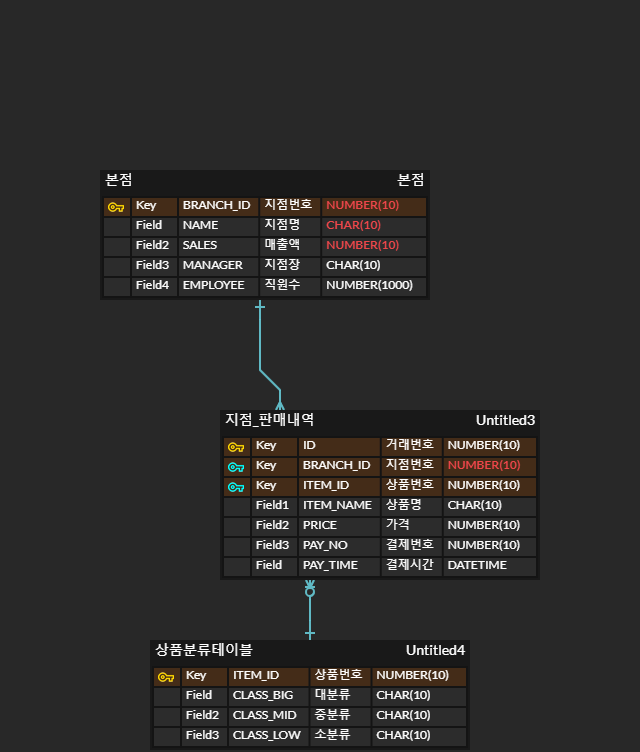 본점 본점
Key BRANCH_ID 지점번호 NUMBER(10)
Field NAME 지점명 CHAR(10)
Field2 SALES 매출액 NUMBER(10)
Field3 MANAGER 지점장 CHAR(10)
Field4 EMPLOYEE 직원수 NUMBER(1000)
지점_판매내역 Untitled3
Key ID 거래번호 NUMBER(10)
Key BRANCH_ID 지점번호 NUMBER(10)
Key ITEM_ID 상품번호 NUMBER(10)
Field1 ITEM_NAME 상품명 CHAR(10)
Field2 PRICE 가격 NUMBER(10)
Field3 PAY_NO 결제번호 NUMBER(10)
Field PAY_TIME 결제시간 DATETIME
상품분류테이블 Untitled4
Key ITEM_ID 상품번호 NUMBER(10)
Field CLASS_BIG 대분류 CHAR(10)
Field2 CLASS_MID 중분류 CHAR(10)
Field3 CLASS_LOW 소분류 CHAR(10)